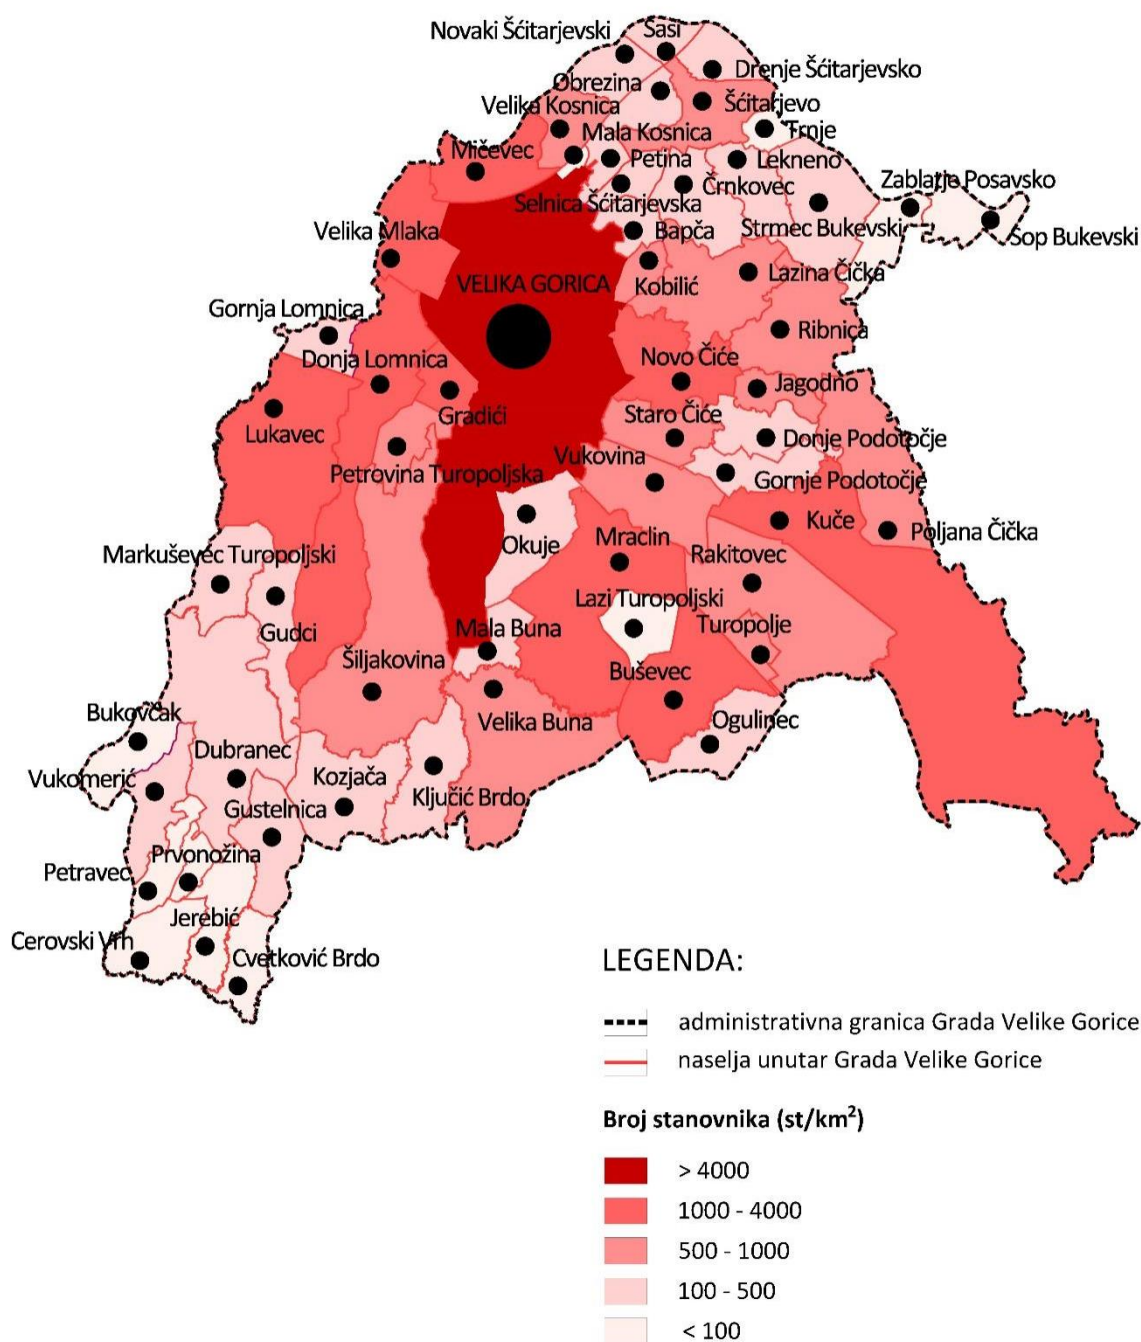 Novaki Šćitarjevski
Sasi
Drenje Šćitarjevsko
Obrezina
Velika Kosnica
Šćitarjevo
Mala Kosnica
Trnje
Mičevec
Petina
Lekneno
Črnkovec
Zablatje Posavsko
Selnica Šćitarjevska
Velika Mlaka
Bapča
Strmec Bukevski
Sop Bukevski
VELIKA GORICA
Kobilić
Lazina Čička
Gornja Lomnica
Ribnica
Donja Lomnica
Novo Čiće
Jagodno
Lukavec
Gradići
Staro Čiće
Donje Podotočje
Petrovina Turopoljska
Vukovina
Gornje Podotočje
Okuje
Mraclin
Kuče
Poljana Čička
Markuševec Turopoljski
Rakitovec
Lazi Turopoljski
Gudci
Mala Buna
Turopolje
Šiljakovina
Buševec
Bukovčak
Velika Buna
Ogulinec
Dubranec
Vukomerić
Kozjača
Ključić Brdo
Gustelnica
Petravec
Prvonožina
Jerebić
Cerovski Vrh
Cvetković Brdo
LEGENDA:
administrativna granica Grada Velike Gorice
naselja unutar Grada Velike Gorice
Broj stanovnika (st/km²)
> 4000
1000 - 4000
500 - 1000
100 - 500
< 100